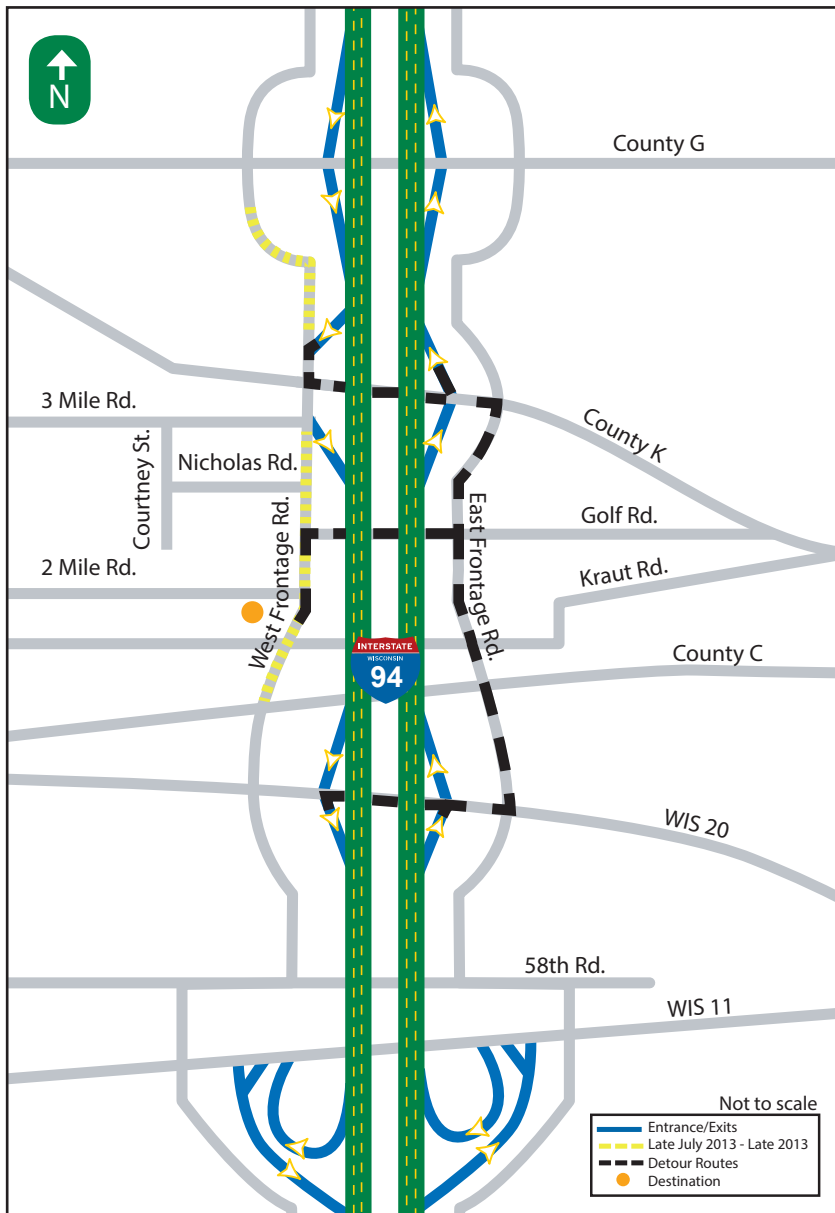 N
County G
3 Mile Rd.
County K
Courtney St.
Nicholas Rd.
West Frontage Rd.
East Frontage Rd.
Golf Rd.
2 Mile Rd.
Kraut Rd.
INTERSTATE
WISCONSIN
94
County C
WIS 20
58th Rd.
WIS 11
Not to scale
Entrance/Exits
Late July 2013 - Late 2013
Detour Routes
Destination